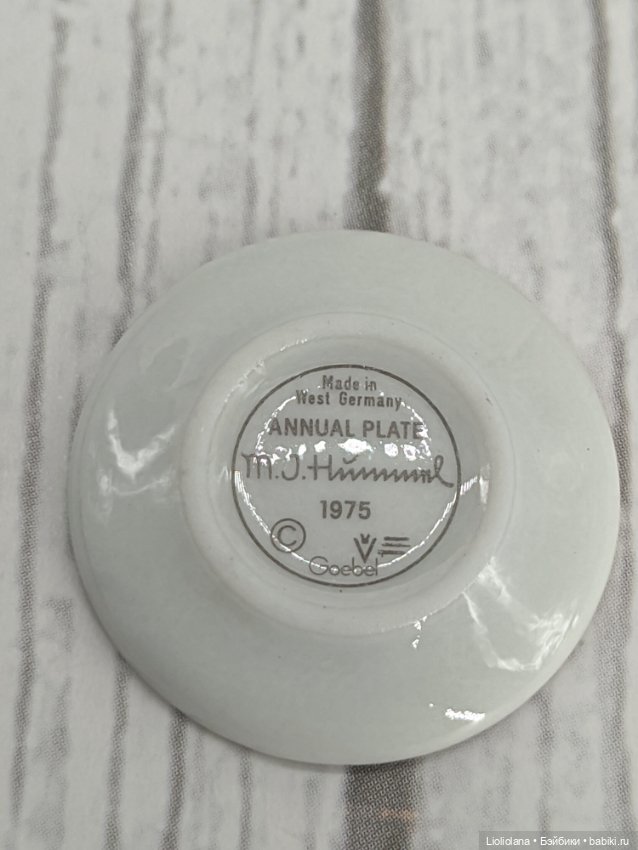 Made in
West Germany
ANNUAL PLATE
M.J. Hummel
1975
©
Goebel
Lioliolana • Бэйбики • babiki.ru